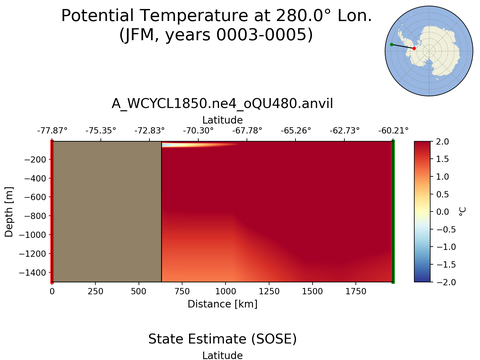 Potential Temperature at 280.0° Lon.
(JFM, years 0003-0005)
A_WCYCL1850.ne4_oQU480.anvil
Latitude
-77.87° -75.35° -72.83° -70.30° -67.78° -65.26° -62.73° -60.21°
2.0
1.5
1.0
0.5
0.0
−0.5
−1.0
−1.5
−2.0
°C
Depth [m]
−200
−400
−600
−800
−1000
−1200
−1400
0 250 500 750 1000 1250 1500 1750
Distance [km]
State Estimate (SOSE)
Latitude